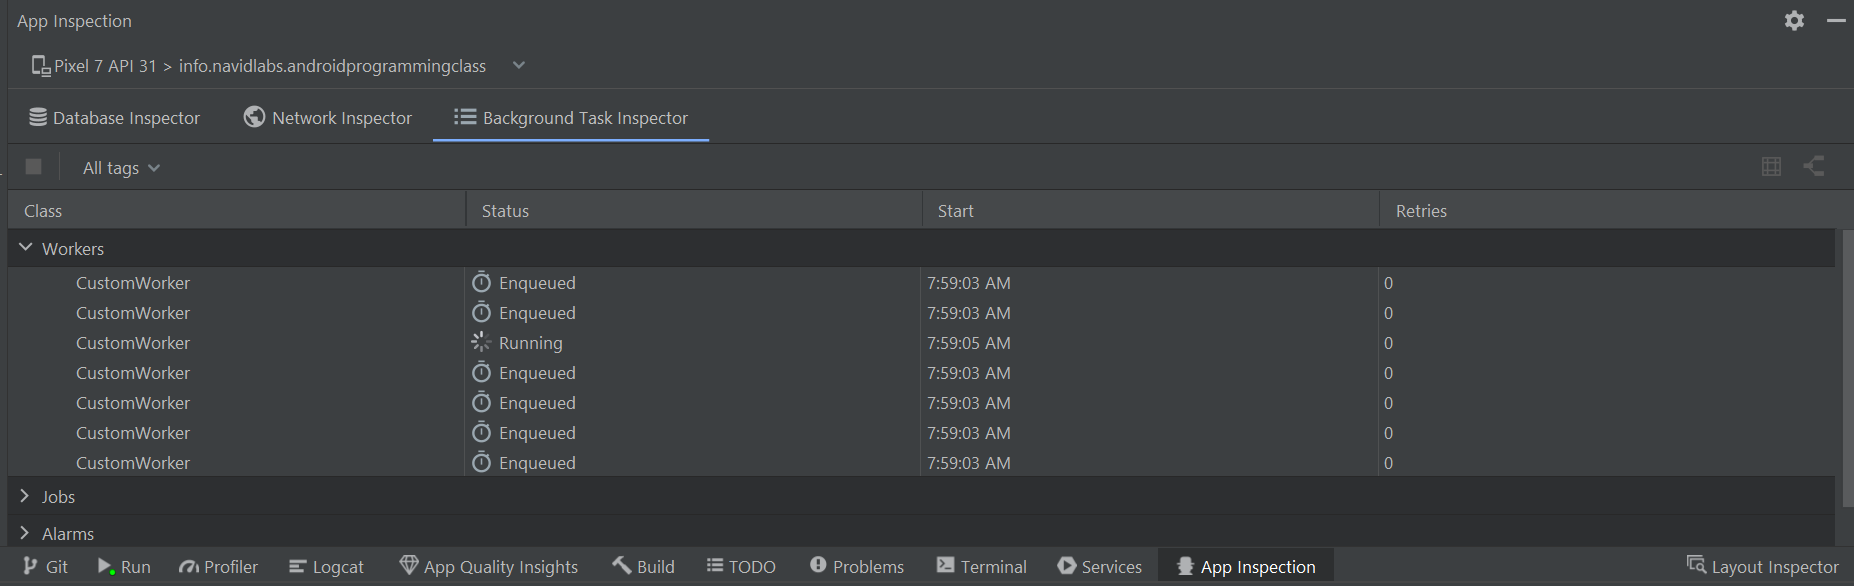 App Inspection
Pixel 7 API 31 > info.navidlabs.androidprogrammingclass
Database Inspector Network Inspector Background Task Inspector
All tags
Class Status Start Retries
Workers
CustomWorker Enqueued 7:59:03 AM 0
CustomWorker Enqueued 7:59:03 AM 0
CustomWorker Running 7:59:05 AM 0
CustomWorker Enqueued 7:59:03 AM 0
CustomWorker Enqueued 7:59:03 AM 0
CustomWorker Enqueued 7:59:03 AM 0
CustomWorker Enqueued 7:59:03 AM 0
Jobs
Alarms
Git Run Profiler Logcat App Quality Insights Build TODO Problems Terminal Services App Inspection Layout Inspector